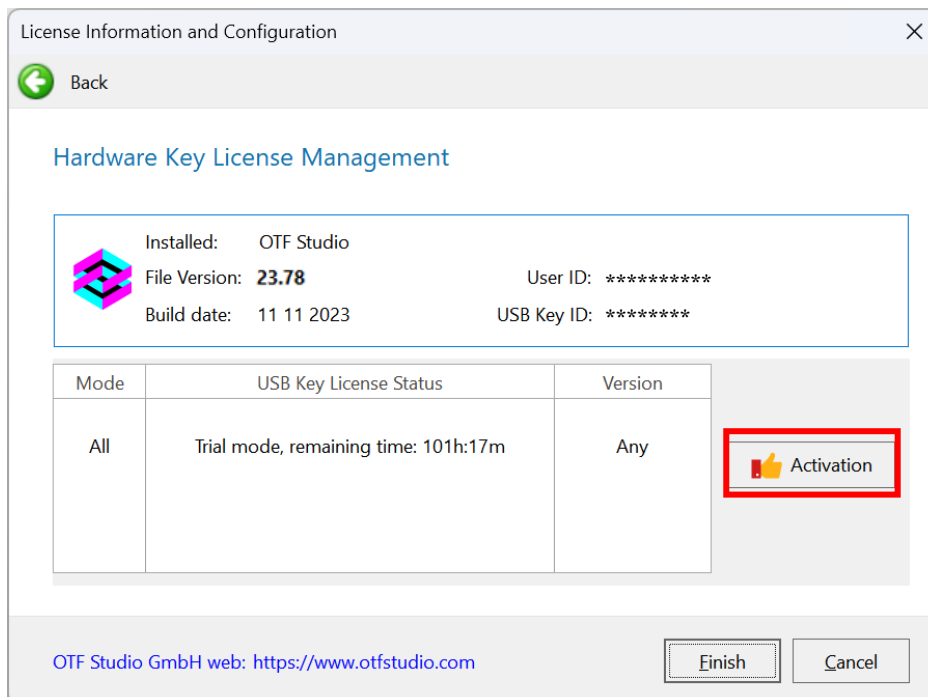 License Information and Configuration
Back
Hardware Key License Management
Installed: OTF Studio
File Version: 23.78 User ID: **********
Build date: 11 11 2023 USB Key ID: ********
Mode USB Key License Status Version
All Trial mode, remaining time: 101h:17m Any
Activation
OTF Studio GmbH web: https://www.otfstudio.com Finish Cancel